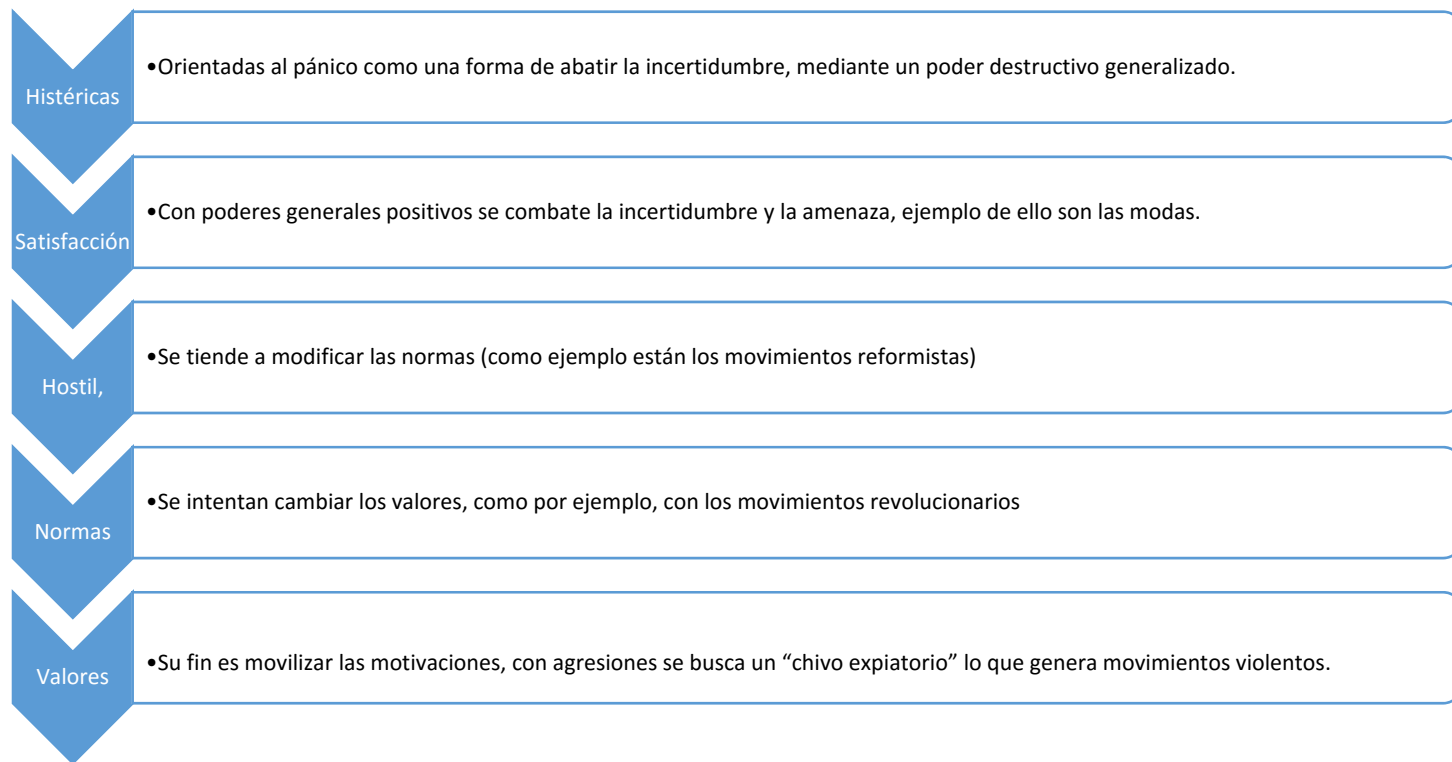 Histéricas
•Orientadas al pánico como una forma de abatir la incertidumbre, mediante un poder destructivo generalizado.
Satisfacción
•Con poderes generales positivos se combate la incertidumbre y la amenaza, ejemplo de ello son las modas.
Hostil,
•Se tiende a modificar las normas (como ejemplo están los movimientos reformistas)
Normas
•Se intentan cambiar los valores, como por ejemplo, con los movimientos revolucionarios
Valores
•Su fin es movilizar las motivaciones, con agresiones se busca un “chivo expiatorio” lo que genera movimientos violentos.